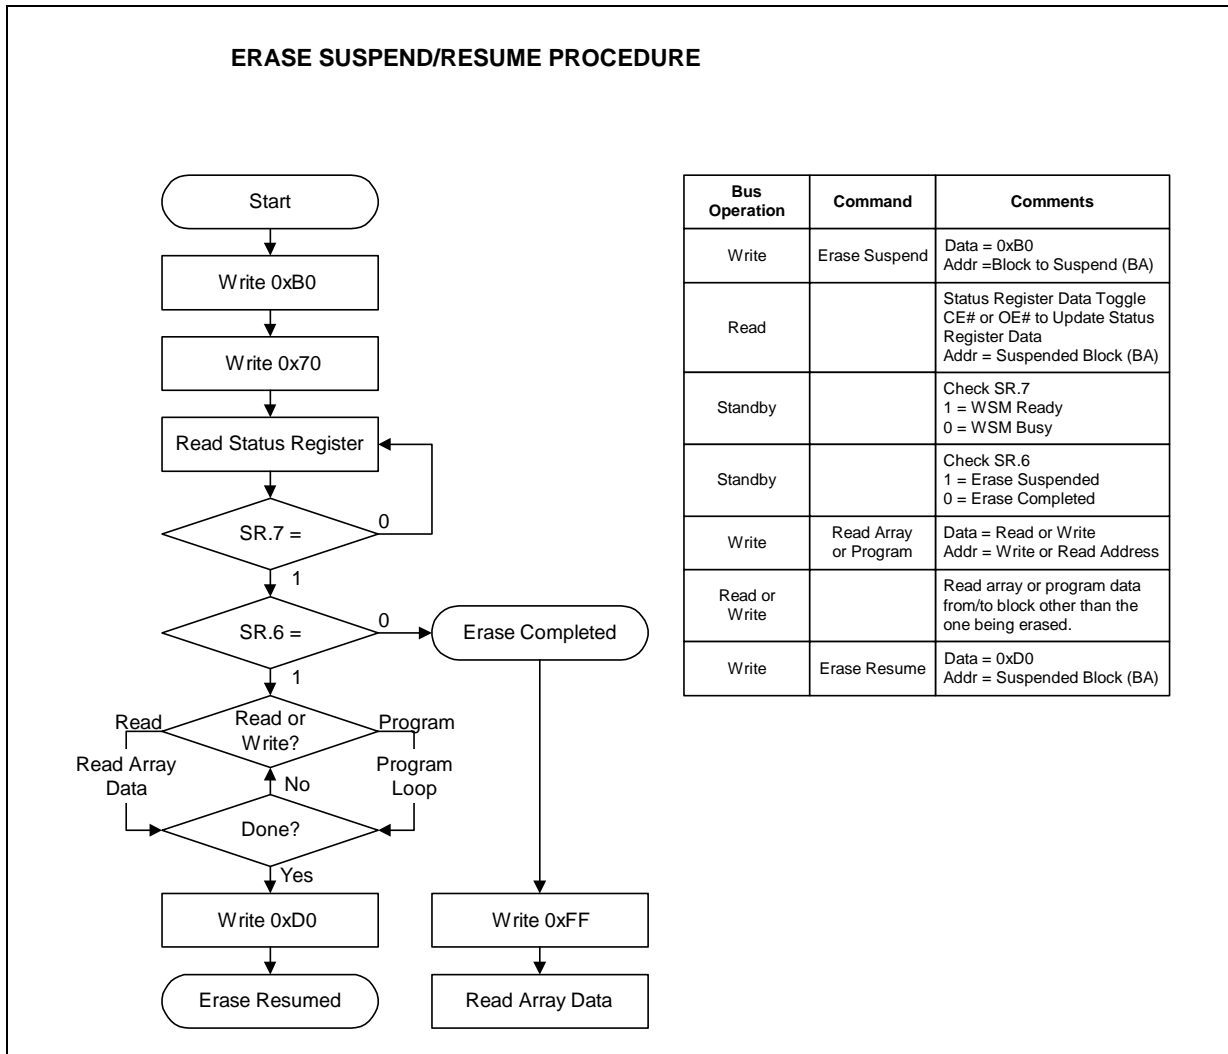 ERASE SUSPEND/RESUME PROCEDURE
Start
Write 0xB0
Write 0x70
Read Status Register
SR.7 =
0
1
SR.6 =
0
Erase Completed
1
Read
Read or
Write?
Program
Read Array
Data
Program
Loop
No
Done?
Yes
Write 0xD0
Write 0xFF
Erase Resumed
Read Array Data
Bus
Operation
Command
Comments
Write
Erase Suspend
Data = 0xB0
Addr =Block to Suspend (BA)
Read
Status Register Data Toggle
CE# or OE# to Update Status
Register Data
Addr = Suspended Block (BA)
Standby
Check SR.7
1 = WSM Ready
0 = WSM Busy
Standby
Check SR.6
1 = Erase Suspended
0 = Erase Completed
Write
Read Array
or Program
Data = Read or Write
Addr = Write or Read Address
Read or
Write
Read array or program data
from/to block other than the
one being erased.
Write
Erase Resume
Data = 0xD0
Addr = Suspended Block (BA)